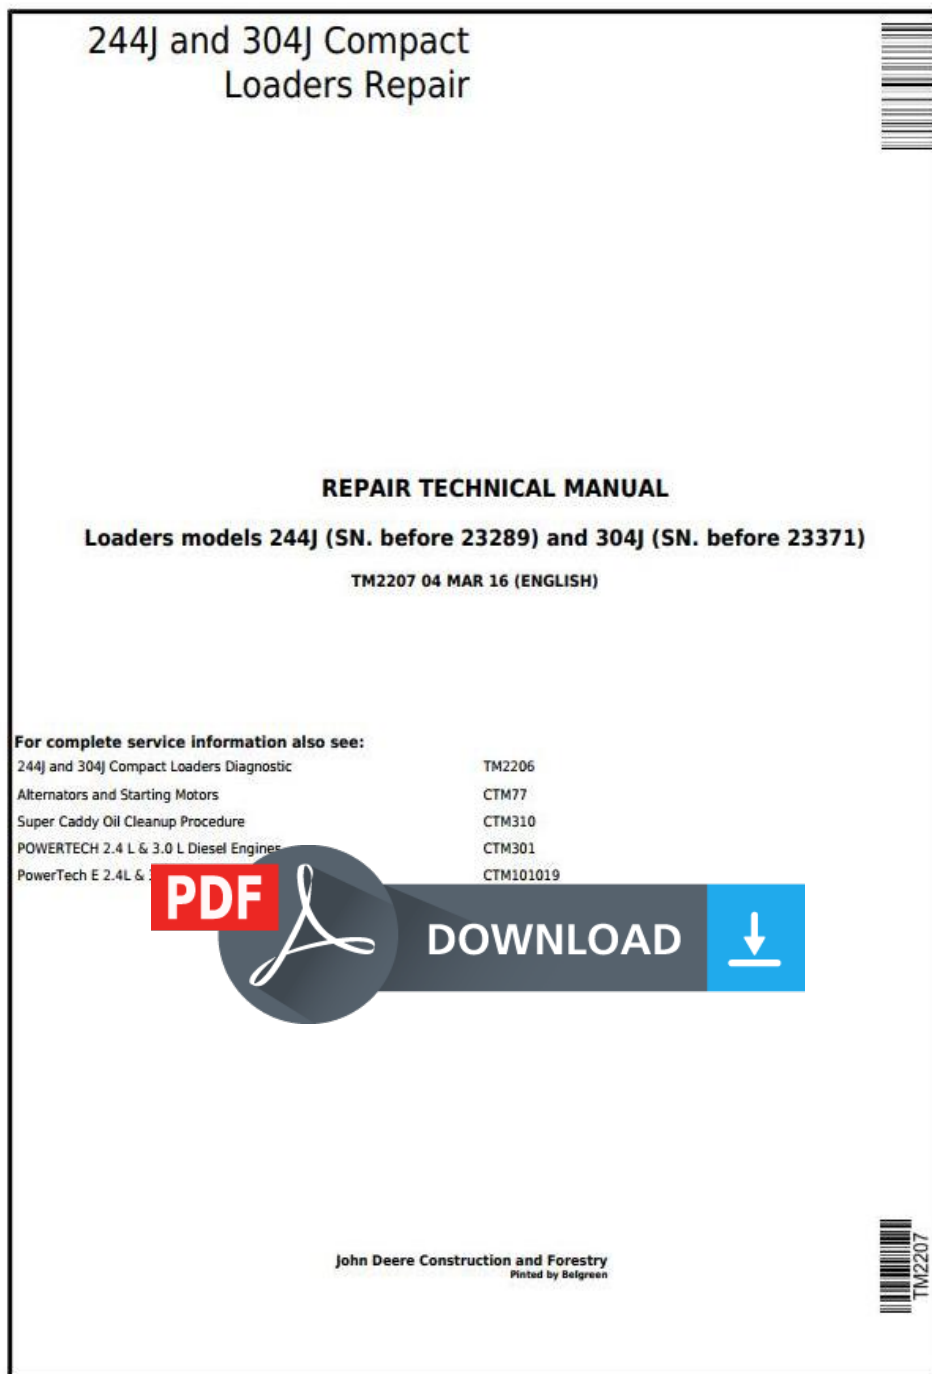 244J and 304J Compact
Loaders Repair
REPAIR TECHNICAL MANUAL
Loaders models 244J (SN. before 23289) and 304J (SN. before 23371)
TM2207 04 MAR 16 (ENGLISH)
For complete service information also see:
244J and 304J Compact Loaders Diagnostic TM2206
Alternators and Starting Motors CTM77
Super Caddy Oil Cleanup Procedure CTM310
POWERTECH 2.4 L & 3.0 L Diesel Engines CTM301
PowerTech E 2.4L & CTM101019
PDF
DOWNLOAD
John Deere Construction and Forestry
Pinted by Belgreen
TM2207